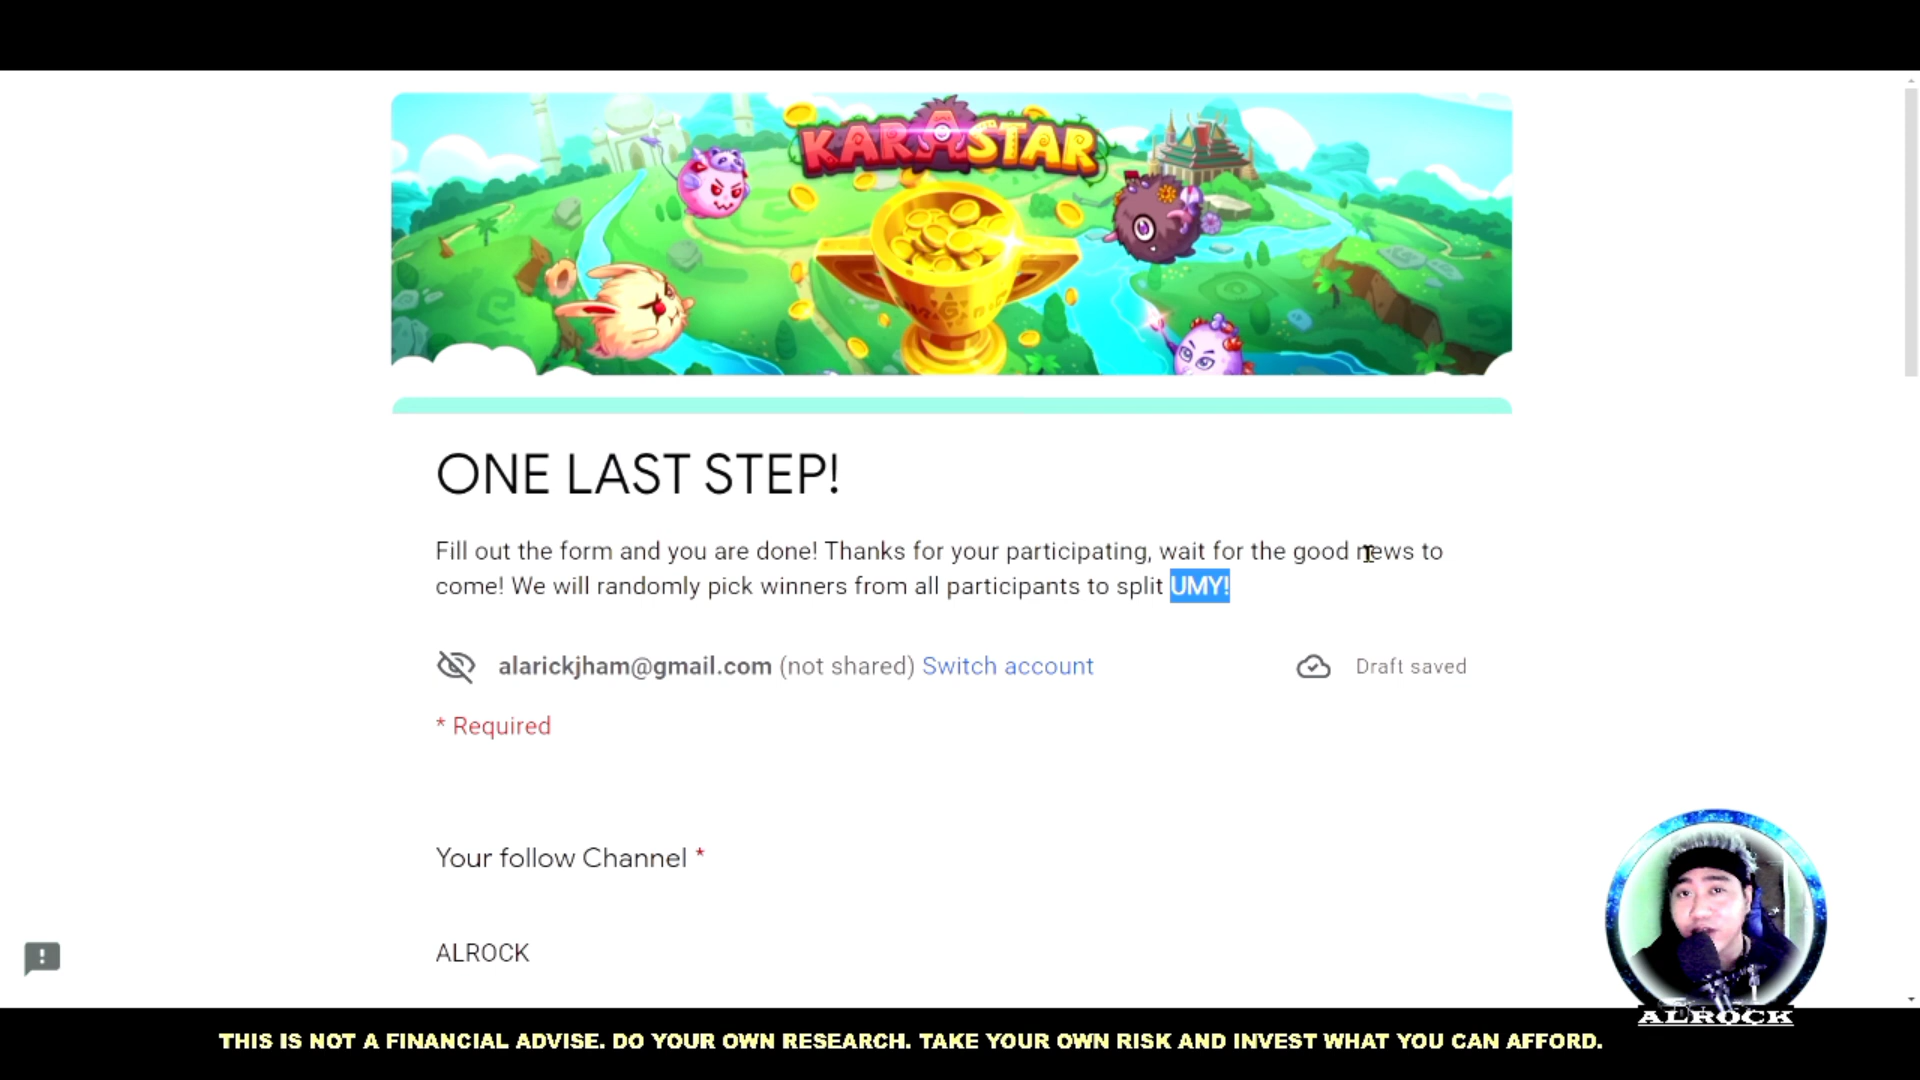 KARASTAR
ONE LAST STEP!
Fill out the form and you are done! Thanks for your participating, wait for the good news to
come! We will randomly pick winners from all participants to split UMY!
alarickjham@gmail.com (not shared) Switch account
Draft saved
* Required
Your follow Channel *
ALROCK
ALROCK
THIS IS NOT A FINANCIAL ADVISE. DO YOUR OWN RESEARCH. TAKE YOUR OWN RISK AND INVEST WHAT YOU CAN AFFORD.